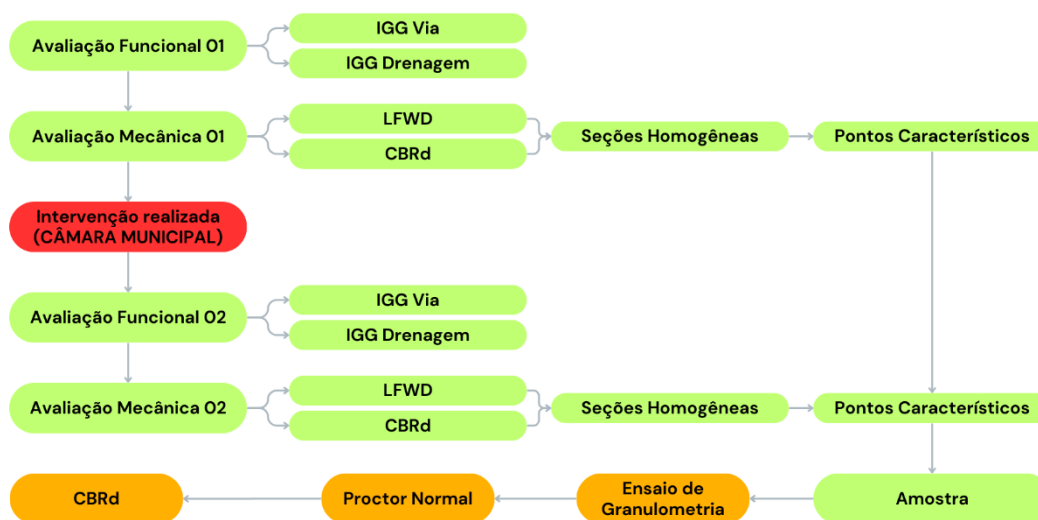 Avaliação Funcional 01
IGG Via
IGG Drenagem
Avaliação Mecânica 01
LFWD
CBRd
Seções Homogêneas
Pontos Característicos
Intervenção realizada
(CÂMARA MUNICIPAL)
Avaliação Funcional 02
IGG Via
IGG Drenagem
Avaliação Mecânica 02
LFWD
CBRd
Seções Homogêneas
Pontos Característicos
CBRd
Proctor Normal
Ensaio de
Granulometria
Amostra